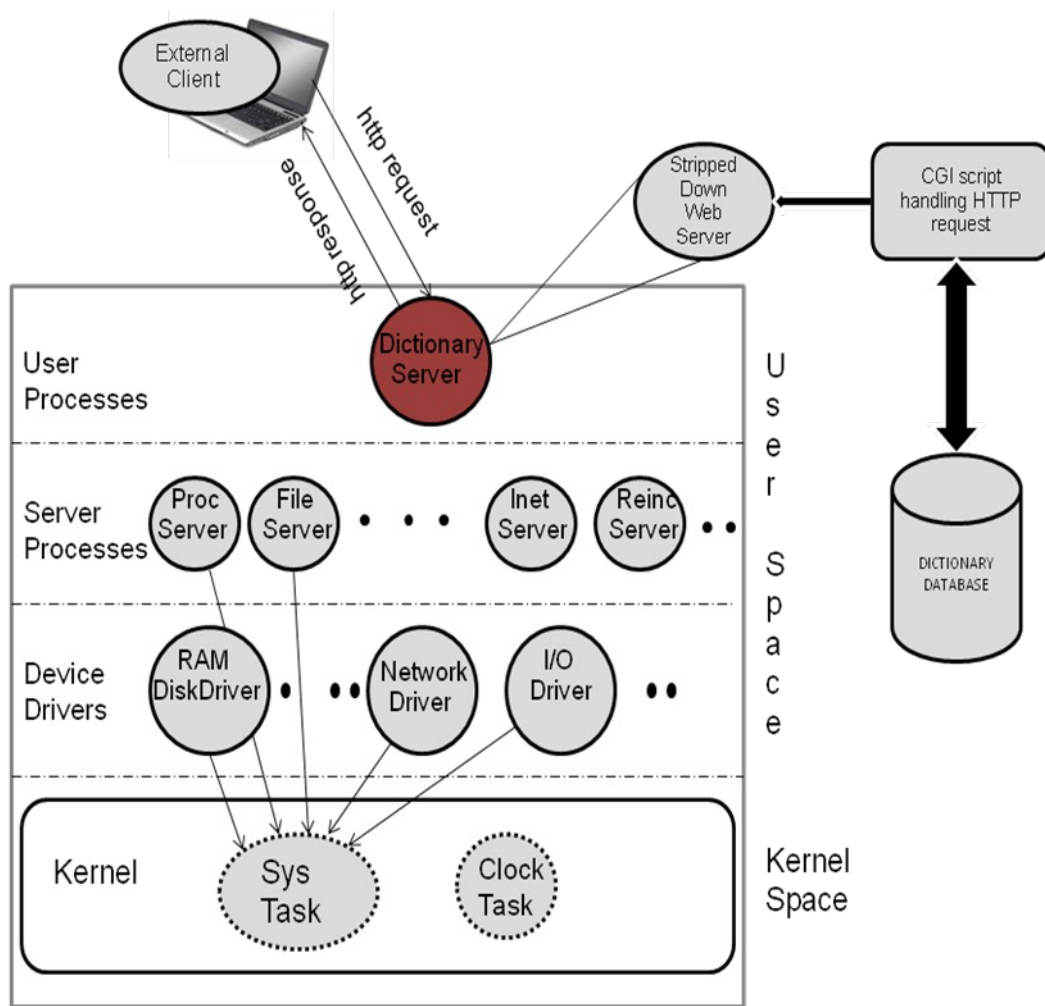 External
Client
http request
http response
Stripped
Down
Web
Server
CGI script
handling HTTP
request
User
Processes
Dictionary
Server
User Space
Server
Processes
Proc
Server
File
Server
Inet
Server
Reinc
Server
DICTIONARY
DATABASE
Device
Drivers
RAM
DiskDriver
Network
Driver
I/O
Driver
Kernel
Sys
Task
Clock
Task
Kernel
Space